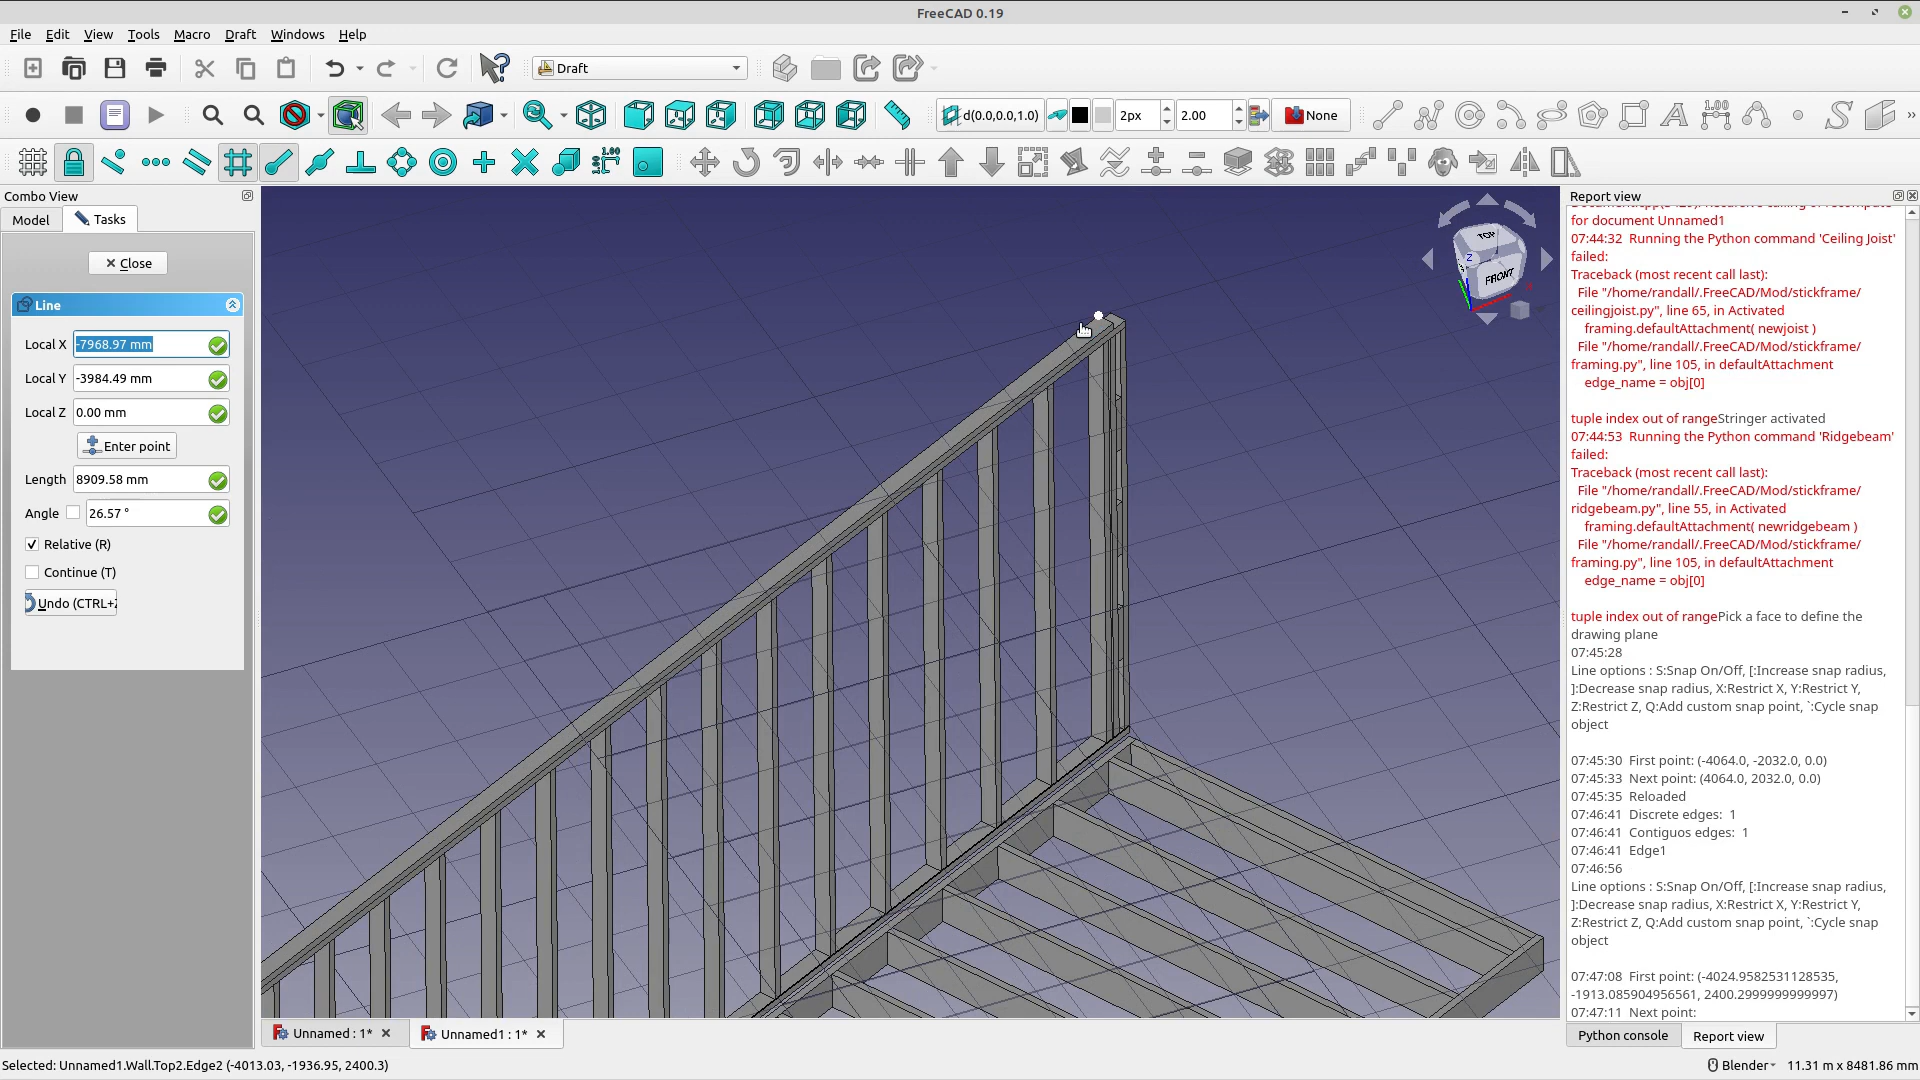 FreeCAD 0.19
File Edit View Tools Macro Draft Windows Help
Draft
d(0.0,0.0,1.0) 2px 2.00 None
1.00
1.00
Combo View
Model Tasks
Close
Line
Local X -7968.97 mm
Local Y -3984.49 mm
Local Z 0.00 mm
Enter point
Length 8909.58 mm
Angle 26.57 °
Relative (R)
Continue (T)
Undo (CTRL+Z
TOP
Z
FRONT
Report view
for document Unnamed1
07:44:32  Running the Python command 'Ceiling Joist'
failed:
Traceback (most recent call last):
File "/home/randall/.FreeCAD/Mod/stickframe/
ceilingjoist.py", line 65, in Activated
framing.defaultAttachment( newjoist )
File "/home/randall/.FreeCAD/Mod/stickframe/
framing.py", line 105, in defaultAttachment
edge_name = obj[0]
tuple index out of rangeStringer activated
07:44:53  Running the Python command 'Ridgebeam'
failed:
Traceback (most recent call last):
File "/home/randall/.FreeCAD/Mod/stickframe/
ridgebeam.py", line 55, in Activated
framing.defaultAttachment( newridgebeam )
File "/home/randall/.FreeCAD/Mod/stickframe/
framing.py", line 105, in defaultAttachment
edge_name = obj[0]
tuple index out of rangePick a face to define the
drawing plane
07:45:28
Line options : S:Snap On/Off, [:Increase snap radius,
]:Decrease snap radius, X:Restrict X, Y:Restrict Y,
Z:Restrict Z, Q:Add custom snap point, `:Cycle snap
object
07:45:30  First point: (-4064.0, -2032.0, 0.0)
07:45:33  Next point: (4064.0, 2032.0, 0.0)
07:45:35  Reloaded
07:46:41  Discrete edges:  1
07:46:41  Contiguos edges:  1
07:46:41  Edge1
07:46:56
Line options : S:Snap On/Off, [:Increase snap radius,
]:Decrease snap radius, X:Restrict X, Y:Restrict Y,
Z:Restrict Z, Q:Add custom snap point, `:Cycle snap
object
07:47:08  First point: (-4024.9582531128535,
-1913.085904956561, 2400.2999999999997)
07:47:11  Next point:
Unnamed : 1* Unnamed1 : 1*
Python console Report view
Selected: Unnamed1.Wall.Top2.Edge2 (-4013.03, -1936.95, 2400.3)
Blender 11.31 m x 8481.86 mm